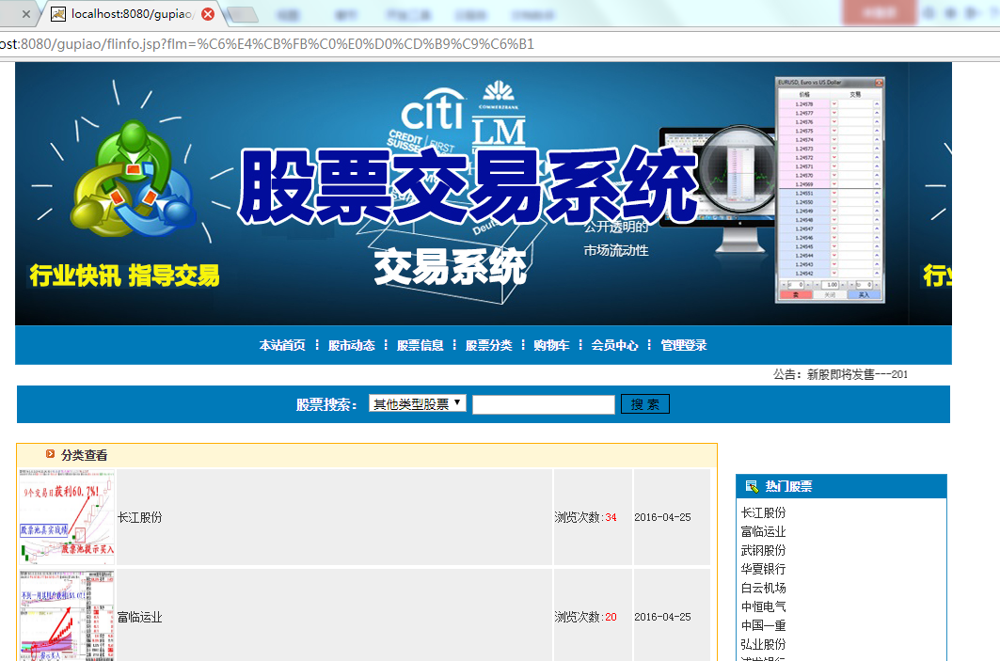 localhost:8080/gupiao/
ost:8080/gupiao/flinfo.jsp?flm=%C6%E4%CB%FB%C0%E0%D0%CD%B9%C9%C6%B1
citi
COMMERZBANK
CREDIT SUISSE
FIRST
LM
股票交易系统
交易系统
公开透明的
市场流动性
行业快讯 指导交易
行业
EURUSD, Euro vs US Dollar
价格 交易
1.24578
1.24577
1.24576
1.24575
1.24574
1.24573
1.24572
1.24571
1.24570
1.24569
1.24551
1.24550
1.24549
1.24548
1.24547
1.24546
1.24545
1.24544
1.24543
1.24542
0 1.00 0
卖 关闭 买入
本站首页 ┇ 股市动态 ┇ 股票信息 ┇ 股票分类 ┇ 购物车 ┇ 会员中心 ┇ 管理登录
公告：新股即将发售---201
股票搜索： 其他类型股票 搜 索
分类查看
9个交易日获利60.7%!
股票池真实战绩
股票池提示买入
长江股份 浏览次数:34 2016-04-25
富临运业 浏览次数:20 2016-04-25
热门股票
长江股份
富临运业
武钢股份
华夏银行
白云机场
中恒电气
中国一重
弘业股份